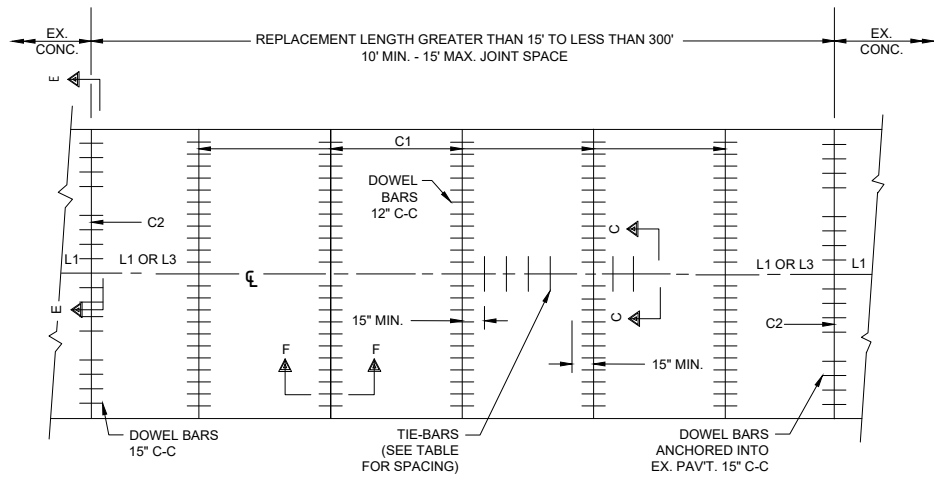 EX.
CONC.
REPLACEMENT LENGTH GREATER THAN 15' TO LESS THAN 300'
10' MIN. - 15' MAX. JOINT SPACE
EX.
CONC.
E
C1
DOWEL
BARS
12" C-C
C2
C
L1
L1 OR L3
℄
L1 OR L3
L1
E
15" MIN.
C
C2
F
F
15" MIN.
DOWEL BARS
15" C-C
TIE-BARS
(SEE TABLE
FOR SPACING)
DOWEL BARS
ANCHORED INTO
EX. PAV'T. 15" C-C